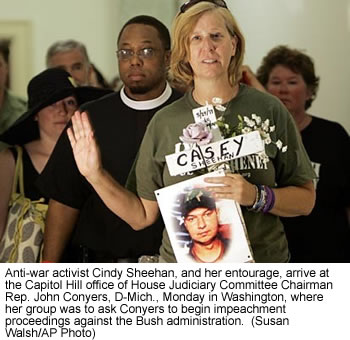 CASEY
SHEEHAN
Anti-war activist Cindy Sheehan, and her entourage, arrive at
the Capitol Hill office of House Judiciary Committee Chairman
Rep. John Conyers, D-Mich., Monday in Washington, where
her group was to ask Conyers to begin impeachment
proceedings against the Bush administration. (Susan
Walsh/AP Photo)